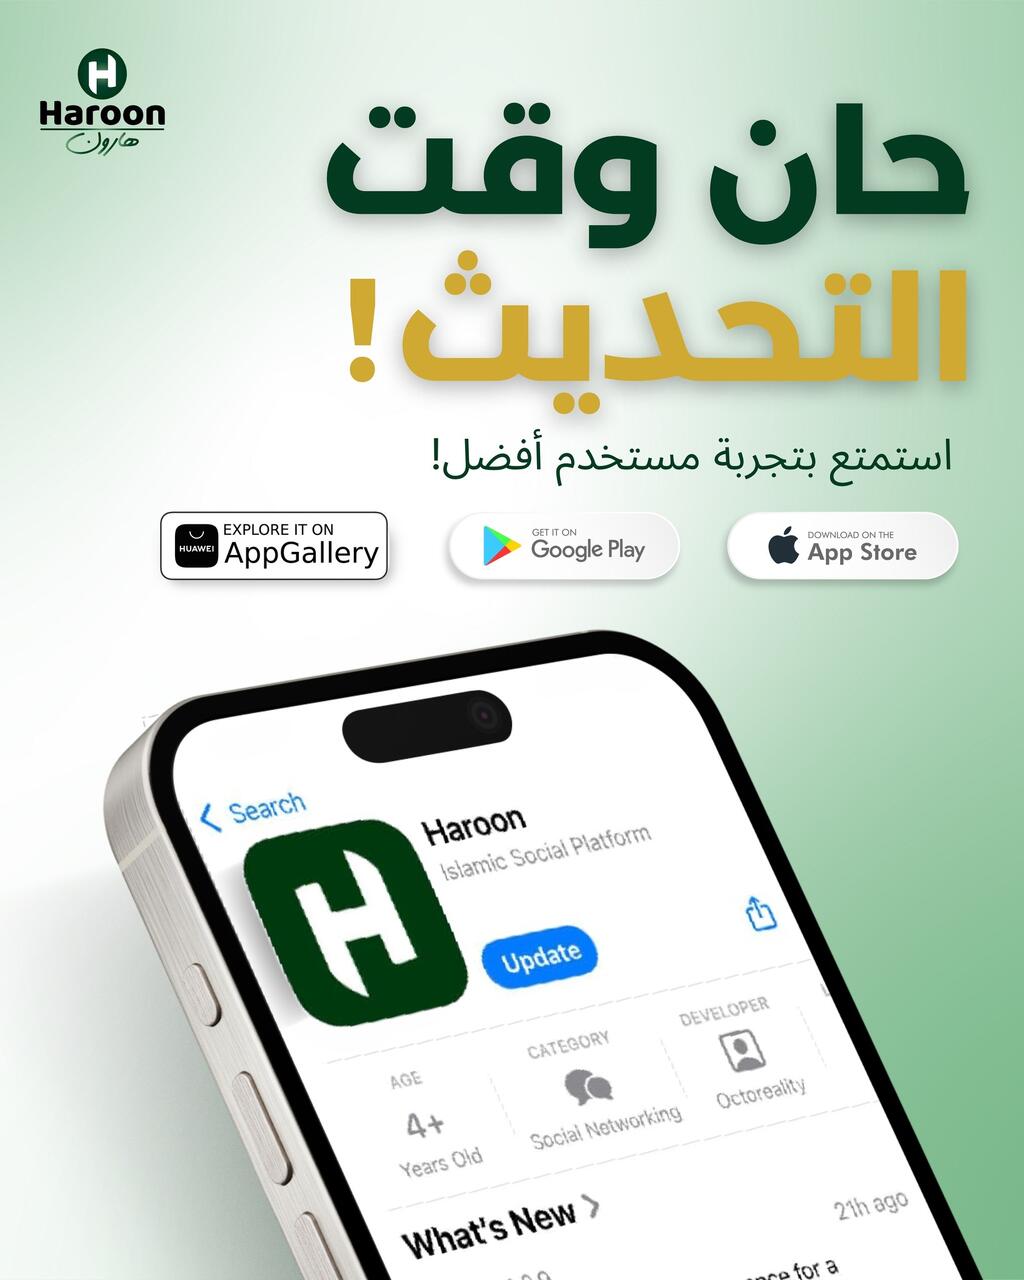 H
Haroon
هارون
حان وقت
التحديث!
استمتع بتجربة مستخدم أفضل!
EXPLORE IT ON
HUAWEI
AppGallery
GET IT ON
Google Play
DOWNLOAD ON THE
App Store
Search
H
Haroon
Islamic Social Platform
Update
AGE
4+
Years Old
CATEGORY
Social Networking
DEVELOPER
Octoreality
What's New
21h ago
for a